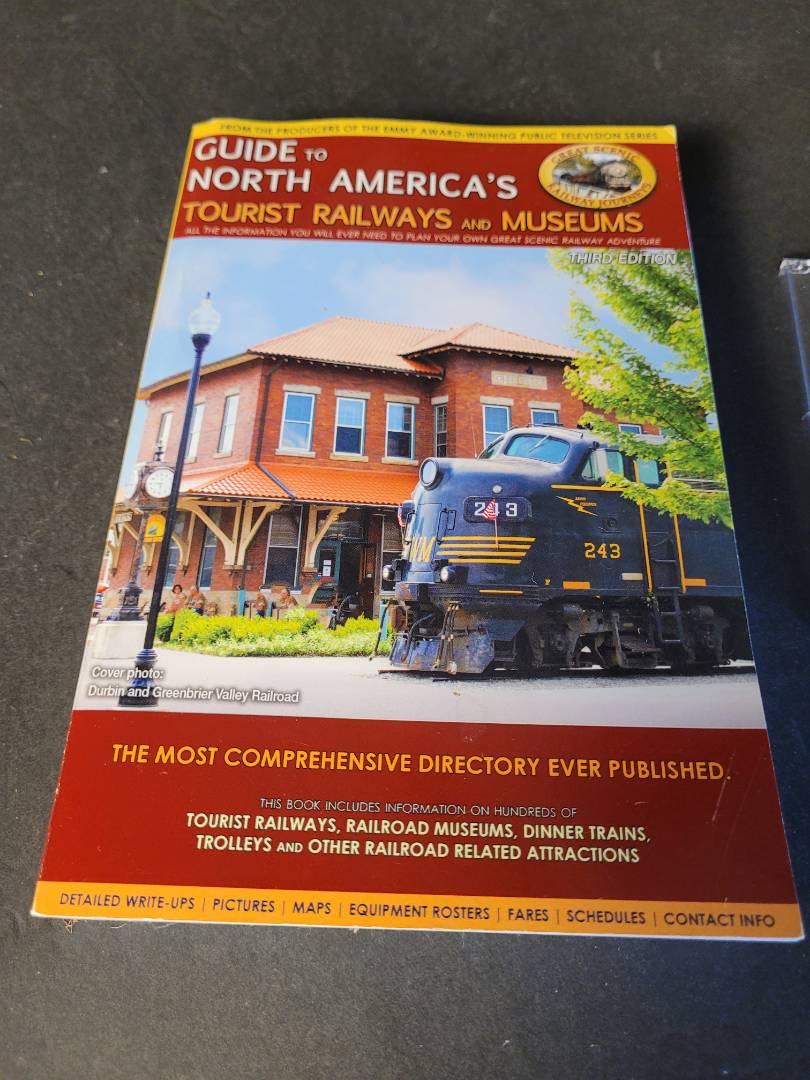 FROM THE PRODUCERS OF THE EMMY AWARD-WINNING PUBLIC TELEVISION SERIES
GUIDE TO
NORTH AMERICA'S
TOURIST RAILWAYS AND MUSEUMS
ALL THE INFORMATION YOU WILL EVER NEED TO PLAN YOUR OWN GREAT SCENIC RAILWAY ADVENTURE
GREAT SCENIC
RAILWAY JOURNEYS
THIRD EDITION
243
WM
243
Cover photo:
Durbin and Greenbrier Valley Railroad
THE MOST COMPREHENSIVE DIRECTORY EVER PUBLISHED.
THIS BOOK INCLUDES INFORMATION ON HUNDREDS OF
TOURIST RAILWAYS, RAILROAD MUSEUMS, DINNER TRAINS,
TROLLEYS AND OTHER RAILROAD RELATED ATTRACTIONS
DETAILED WRITE-UPS | PICTURES | MAPS | EQUIPMENT ROSTERS | FARES | SCHEDULES | CONTACT INFO